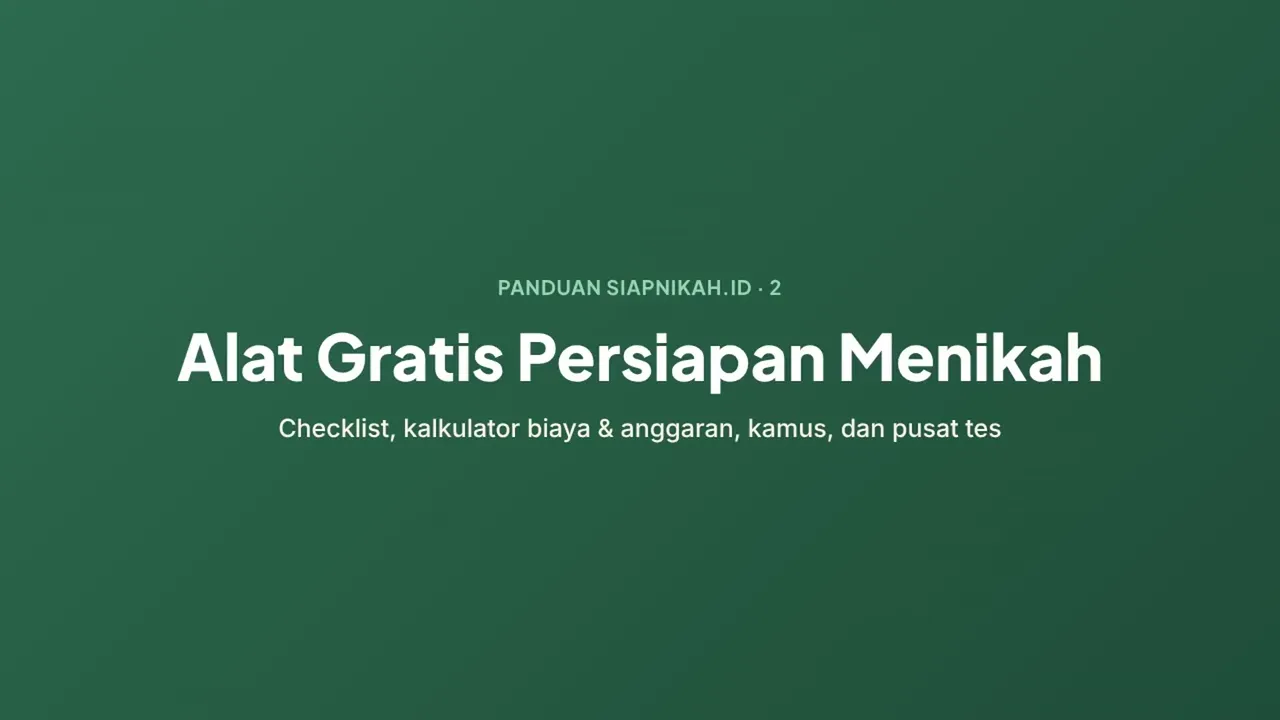 PANDUAN SIAPNIKAH.ID · 2
Alat Gratis Persiapan Menikah
Checklist, kalkulator biaya & anggaran, kamus, dan pusat tes